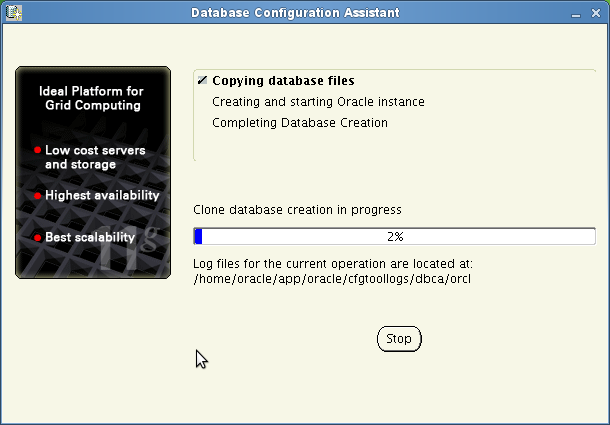 Database Configuration Assistant
Ideal Platform for
Grid Computing
Low cost servers
and storage
Highest availability
Best scalability
11g
Copying database files
Creating and starting Oracle instance
Completing Database Creation
Clone database creation in progress
2%
Log files for the current operation are located at:
/home/oracle/app/oracle/cfgtoollogs/dbca/orcl
Stop